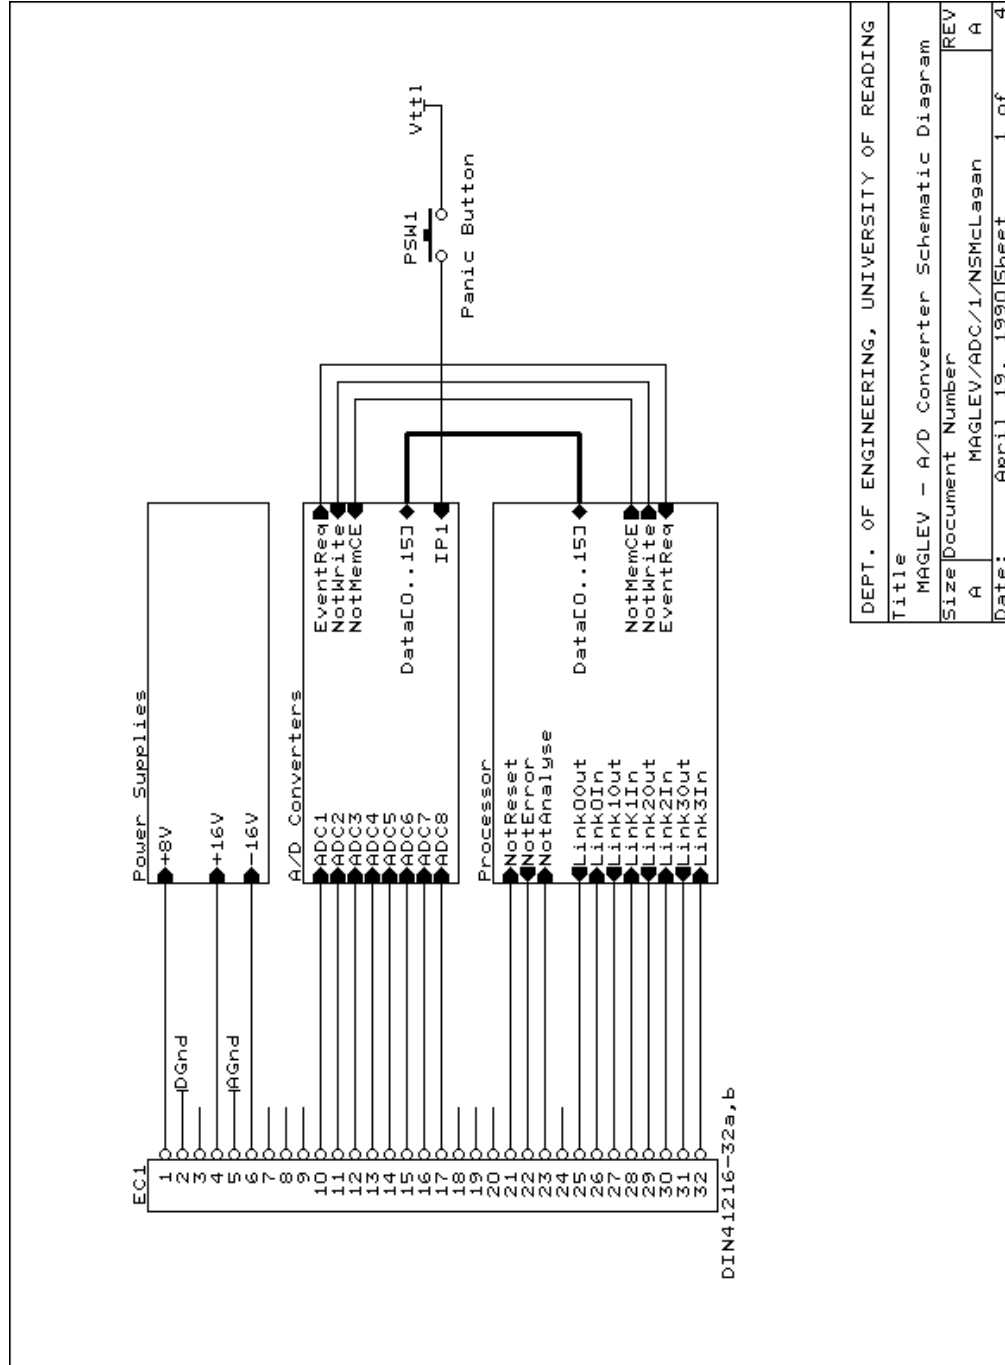 EC1
1
2
3
4
5
6
7
8
9
10
11
12
13
14
15
16
17
18
19
20
21
22
23
24
25
26
27
28
29
30
31
32
DIN41216-32a,b
DGnd
AGnd
Power Supplies
+8V
+16V
-16V
A/D Converters
ADC1
ADC2
ADC3
ADC4
ADC5
ADC6
ADC7
ADC8
EventReq
NotWrite
NotMemCE
Data[0..15]
IP1
Processor
NotReset
NotError
NotAnalyse
Link0Out
Link0In
Link1Out
Link1In
Link2Out
Link2In
Link3Out
Link3In
Data[0..15]
NotMemCE
NotWrite
EventReq
PSW1
Panic Button
Vttl
DEPT. OF ENGINEERING, UNIVERSITY OF READING
Title
MAGLEV - A/D Converter Schematic Diagram
Size Document Number REV
A MAGLEV/ADC/1/NSMcLagan A
Date: April 19, 1990 Sheet 1 of 4